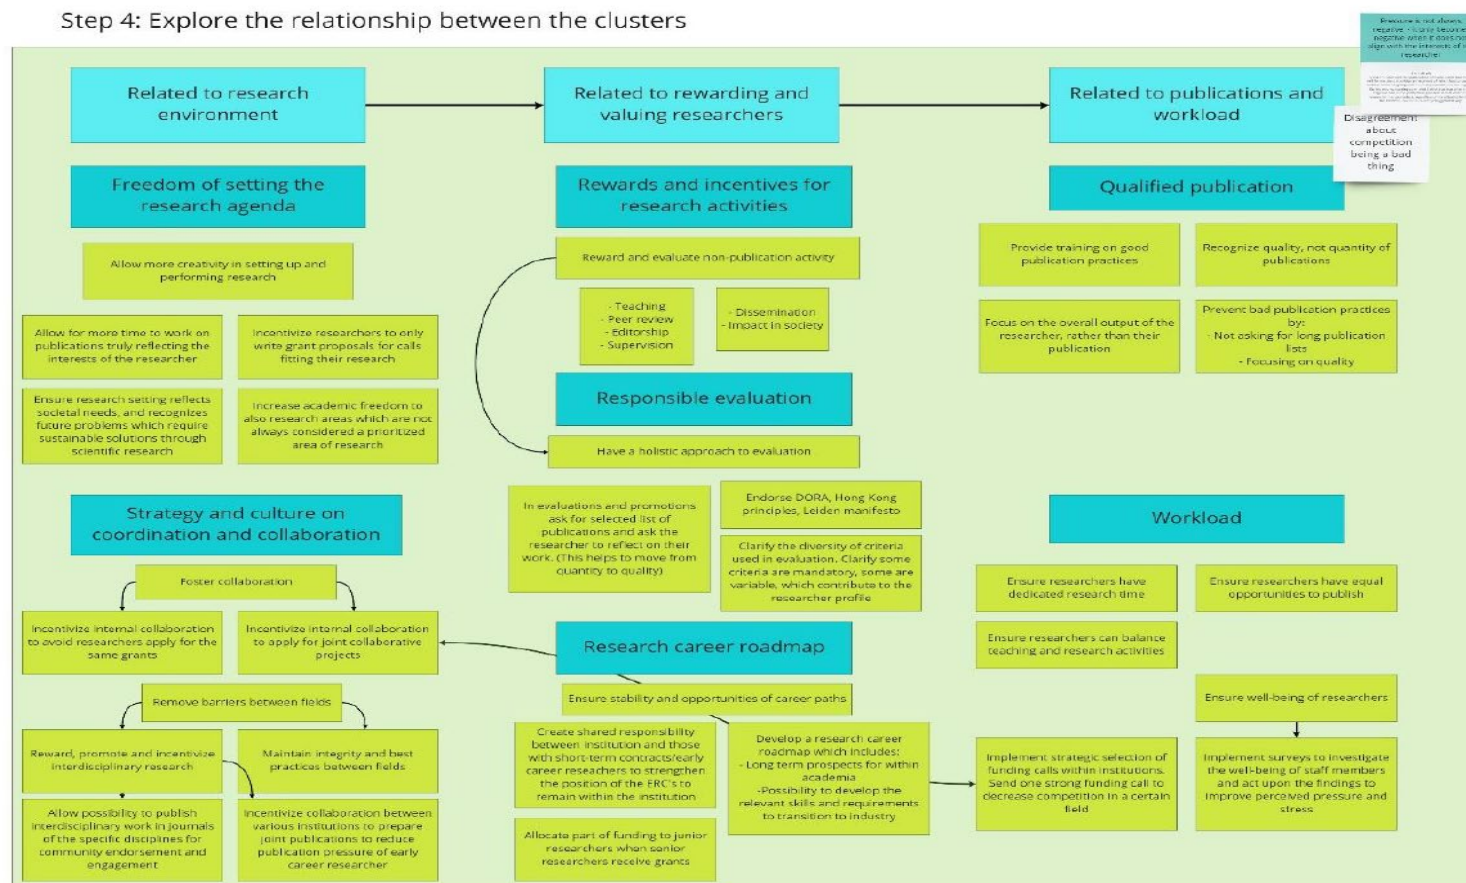 Step 4: Explore the relationship between the clusters
Pressure is not always
negative - it only become
negative when it does no
align with the interests of
researcher
Disagreement
about
competition
being a bad
thing
Related to research
environment
Related to rewarding and
valuing researchers
Related to publications and
workload
Freedom of setting the
research agenda
Allow more creativity in setting up and
performing research
Allow for more time to work on
publications truly reflecting the
interests of the researcher
Incentivize researchers to only
write grant proposals for calls
fitting their research
Ensure research setting reflects
societal needs, and recognizes
future problems which require
sustainable solutions through
scientific research
Increase academic freedom to
also research areas which are not
always considered a prioritized
area of research
Strategy and culture on
coordination and collaboration
Foster collaboration
Incentivize internal collaboration
to avoid researchers apply for the
same grants
Incentivize internal collaboration
to apply for joint collaborative
projects
Remove barriers between fields
Reward, promote and incentivize
interdisciplinary research
Maintain integrity and best
practices between fields
Allow possibility to publish
interdisciplinary work in journals
of the specific disciplines for
community endorsement and
engagement
Incentivize collaboration between
various institutions to prepare
joint publications to reduce
publication pressure of early
career researcher
Rewards and incentives for
research activities
Reward and evaluate non-publication activity
- Teaching
- Peer review
- Editorship
- Supervision
- Dissemination
- Impact in society
Responsible evaluation
Have a holistic approach to evaluation
In evaluations and promotions
ask for selected list of
publications and ask the
researcher to reflect on their
work. (This helps to move from
quantity to quality)
Endorse DORA, Hong Kong
principles, Leiden manifesto
Clarify the diversity of criteria
used in evaluation. Clarify some
criteria are mandatory, some are
variable, which contribute to the
researcher profile
Research career roadmap
Ensure stability and opportunities of career paths
Create shared responsibility
between institution and those
with short-term contracts/early
career reseachers to strengthen
the position of the ERC's to
remain within the institution
Develop a research career
roadmap which includes:
- Long term prospects for within
academia
-Possibility to develop the
relevant skills and requirements
to transition to industry
Allocate part of funding to junior
researchers when senior
researchers receive grants
Qualified publication
Provide training on good
publication practices
Recognize quality, not quantity of
publications
Focus on the overall output of the
researcher, rather than their
publication
Prevent bad publication practices
by:
- Not asking for long publication
lists
- Focusing on quality
Workload
Ensure researchers have
dedicated research time
Ensure researchers have equal
opportunities to publish
Ensure researchers can balance
teaching and research activities
Ensure well-being of researchers
Implement strategic selection of
funding calls within institutions.
Send one strong funding call to
decrease competition in a certain
field
Implement surveys to investigate
the well-being of staff members
and act upon the findings to
improve perceived pressure and
stress